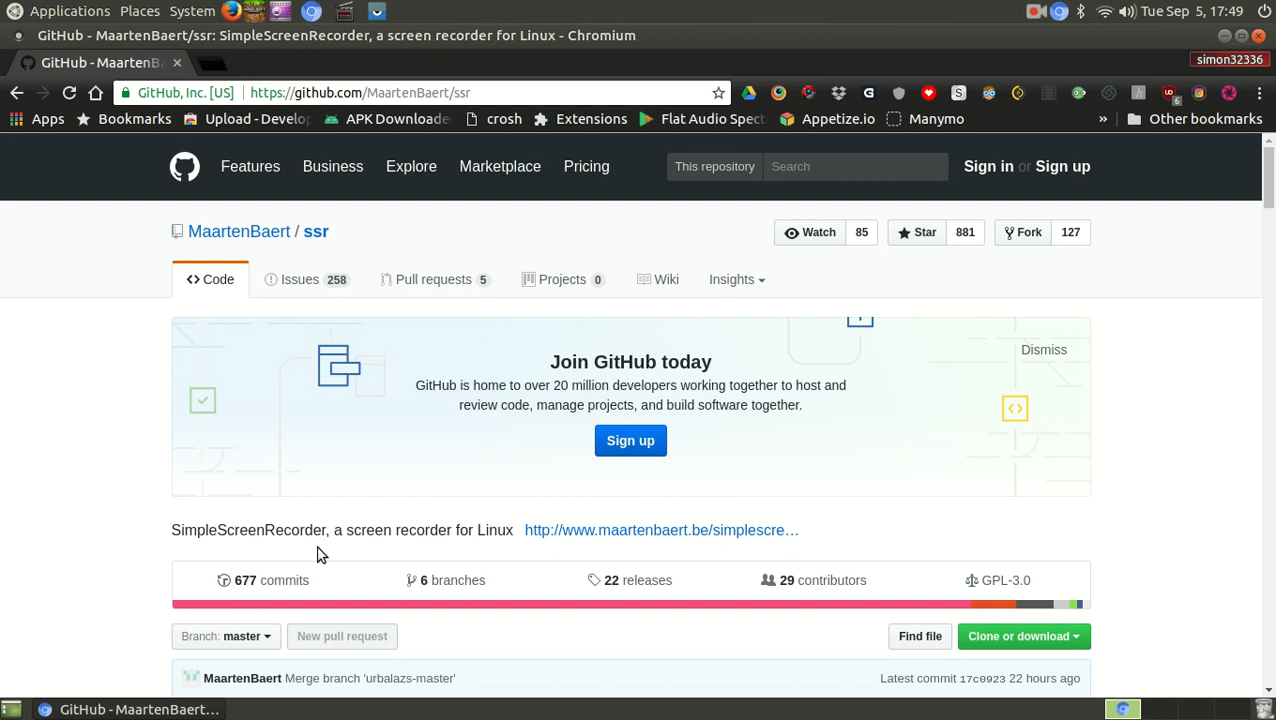 Applications Places System Tue Sep 5, 17:49
GitHub - MaartenBaert/ssr: SimpleScreenRecorder, a screen recorder for Linux - Chromium
GitHub - MaartenBa simon32336
GitHub, Inc. [US] https://github.com/MaartenBaert/ssr
Apps Bookmarks Upload - Develo APK Downloade crosh Extensions Flat Audio Spect Appetize.io Manymo » Other bookmarks
Features Business Explore Marketplace Pricing This repository Search Sign in or Sign up
MaartenBaert / ssr Watch 85 Star 881 Fork 127
Code Issues 258 Pull requests 5 Projects 0 Wiki Insights
Join GitHub today
Dismiss
GitHub is home to over 20 million developers working together to host and
review code, manage projects, and build software together.
Sign up
SimpleScreenRecorder, a screen recorder for Linux http://www.maartenbaert.be/simplescre…
677 commits 6 branches 22 releases 29 contributors GPL-3.0
Branch: master New pull request Find file Clone or download
MaartenBaert Merge branch 'urbalazs-master' Latest commit 17c0923 22 hours ago
GitHub - MaartenBaert...